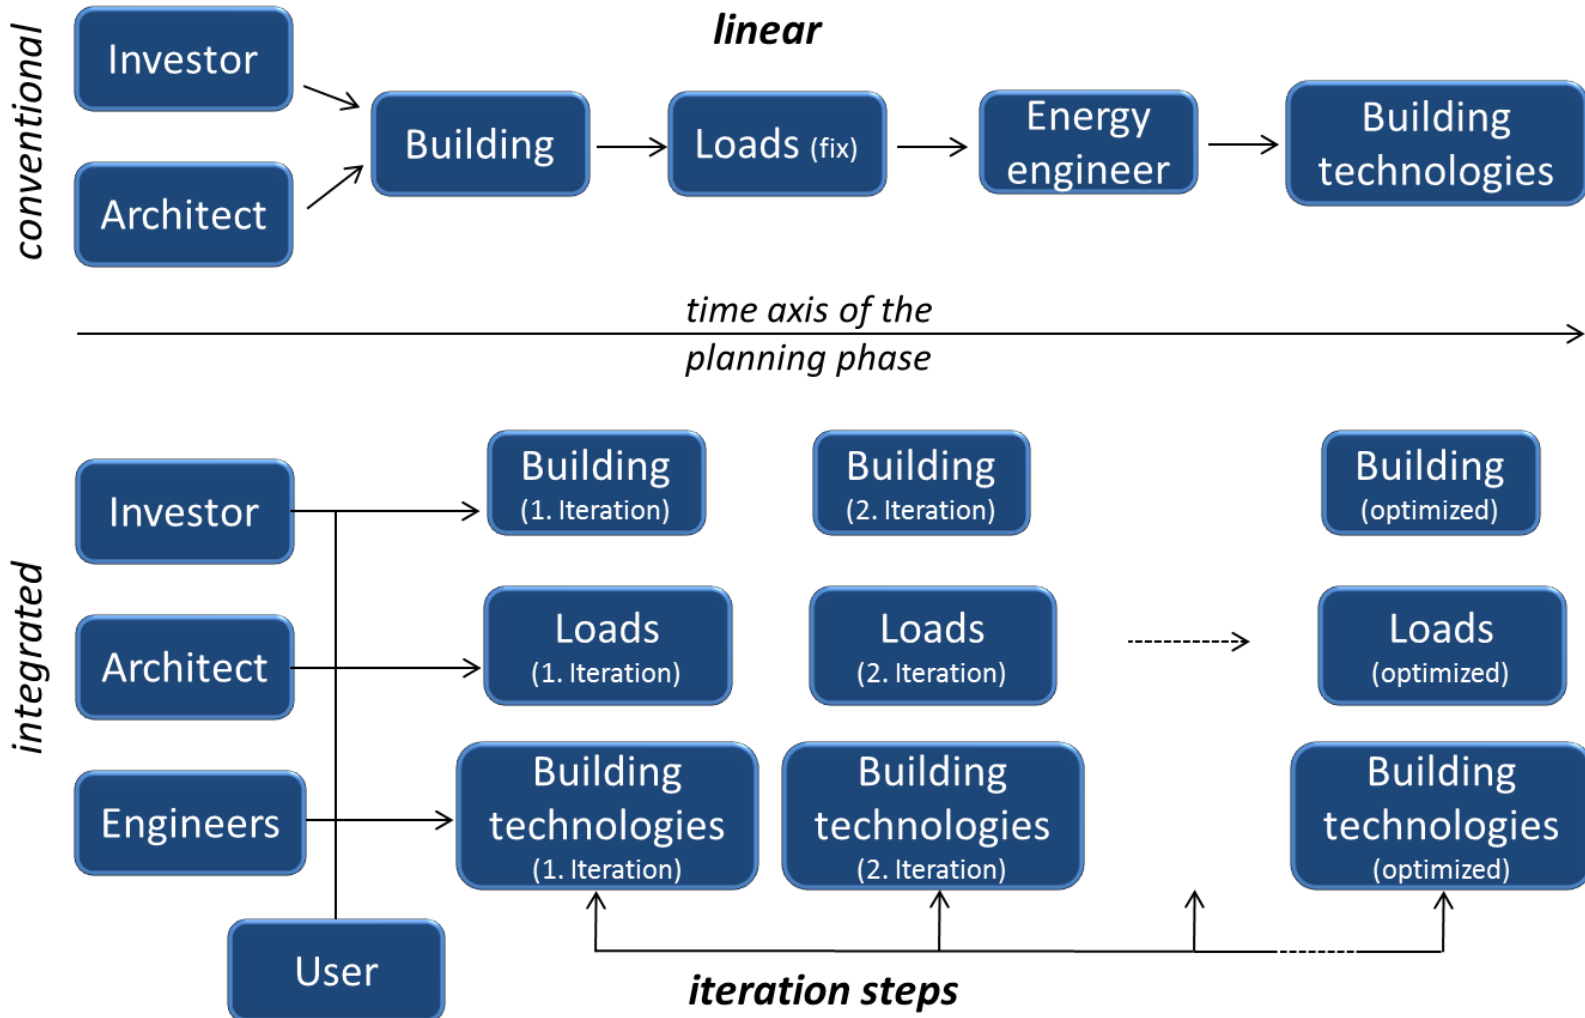 conventional
linear
Investor
Architect
Building
Loads (fix)
Energy
engineer
Building
technologies
time axis of the
planning phase
integrated
Investor
Architect
Engineers
User
Building
(1. Iteration)
Building
(2. Iteration)
Building
(optimized)
Loads
(1. Iteration)
Loads
(2. Iteration)
Loads
(optimized)
Building
technologies
(1. Iteration)
Building
technologies
(2. Iteration)
Building
technologies
(optimized)
iteration steps